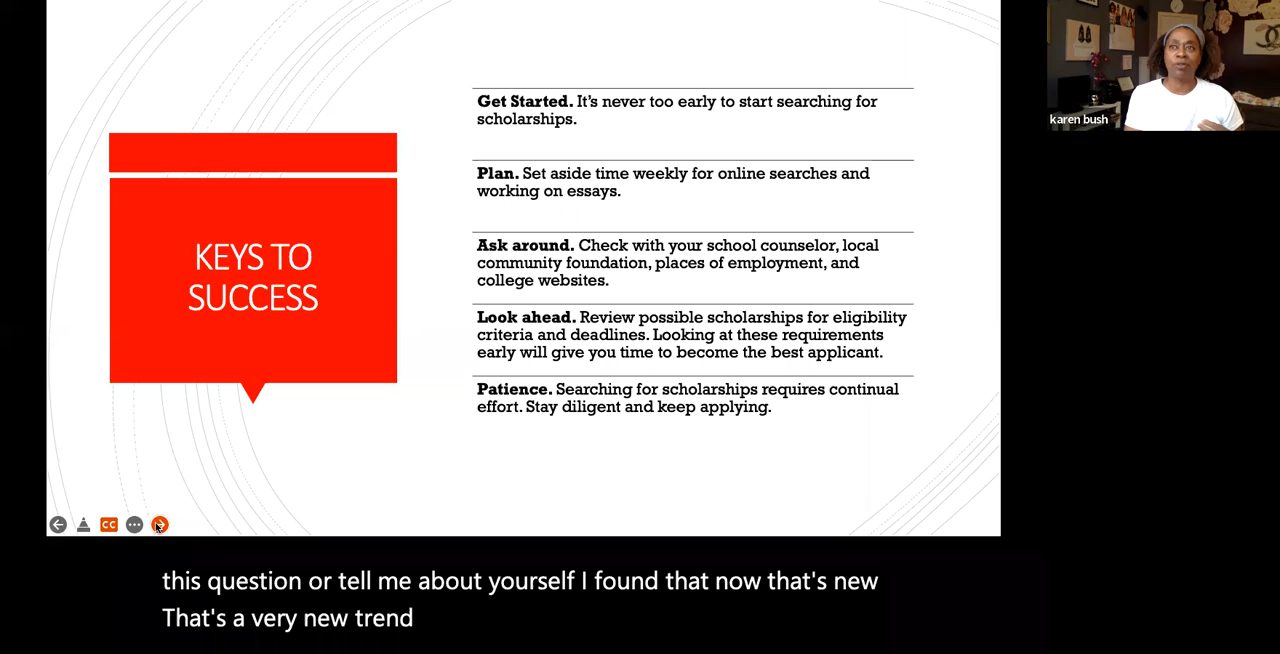 Get Started. It's never too early to start searching for
scholarships.
Plan. Set aside time weekly for online searches and
working on essays.
KEYS TO
SUCCESS
Ask around. Check with your school counselor, local
community foundation, places of employment, and
college websites.
Look ahead. Review possible scholarships for eligibility
criteria and deadlines. Looking at these requirements
early will give you time to become the best applicant.
Patience. Searching for scholarships requires continual
effort. Stay diligent and keep applying.
karen bush
CC
this question or tell me about yourself I found that now that's new
That's a very new trend